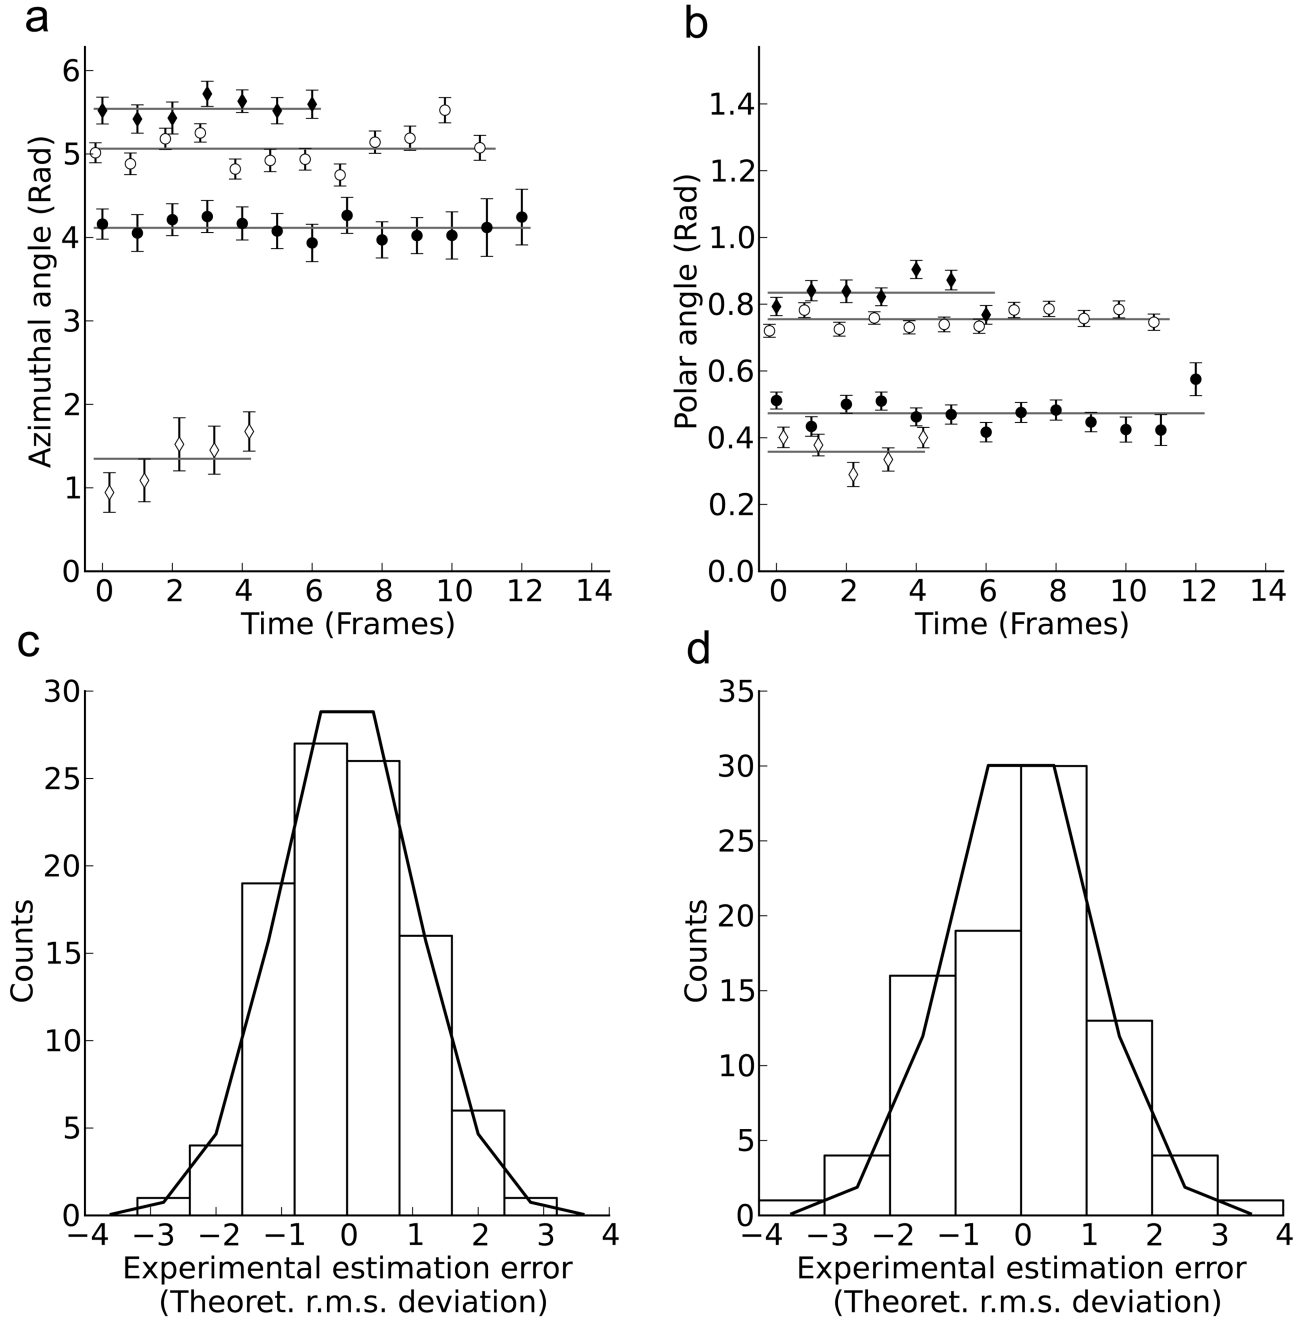 a
6
5
4
3
2
1
0
Azimuthal angle (Rad)
0 2 4 6 8 10 12 14
Time (Frames)
b
1.4
1.2
1.0
0.8
0.6
0.4
0.2
0.0
Polar angle (Rad)
0 2 4 6 8 10 12 14
Time (Frames)
c
30
25
20
15
10
5
0
Counts
−4 −3 −2 −1 0 1 2 3 4
Experimental estimation error
(Theoret. r.m.s. deviation)
d
35
30
25
20
15
10
5
0
Counts
−4 −3 −2 −1 0 1 2 3 4
Experimental estimation error
(Theoret. r.m.s. deviation)